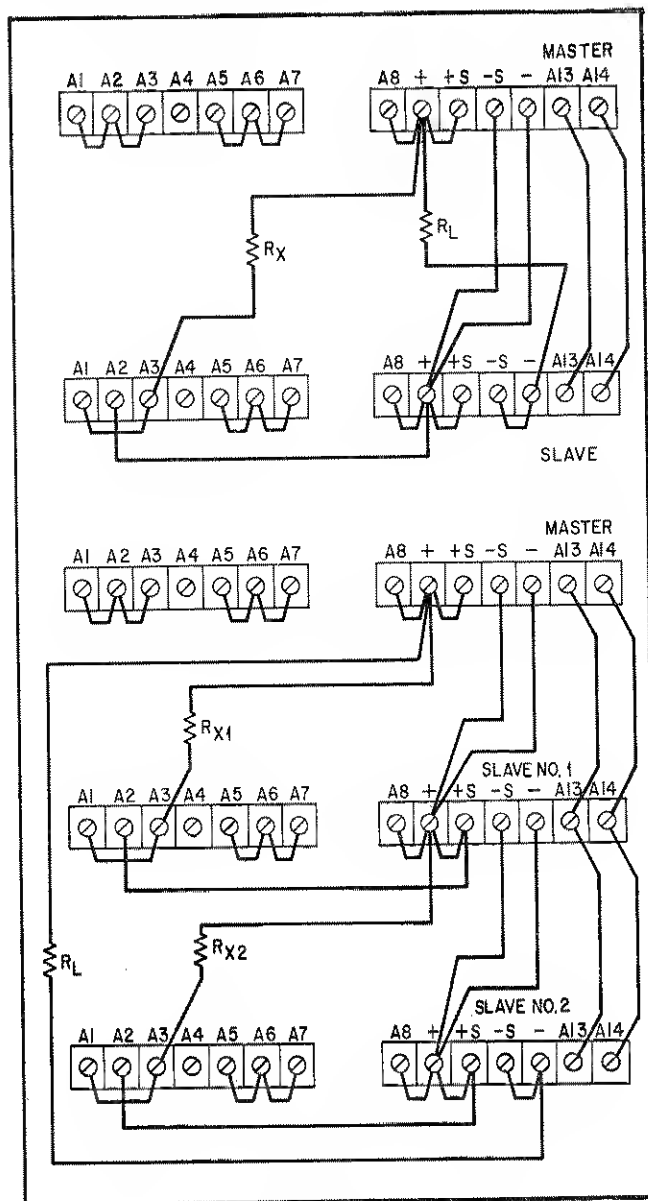 MASTER
A1 A2 A3 A4 A5 A6 A7 A8 + +S -S - A13 A14
RX
RL
A1 A2 A3 A4 A5 A6 A7 A8 + +S -S - A13 A14
SLAVE
MASTER
A1 A2 A3 A4 A5 A6 A7 A8 + +S -S - A13 A14
RX1
SLAVE NO. 1
A1 A2 A3 A4 A5 A6 A7 A8 + +S -S - A13 A14
RX2
RL
SLAVE NO. 2
A1 A2 A3 A4 A5 A6 A7 A8 + +S -S - A13 A14